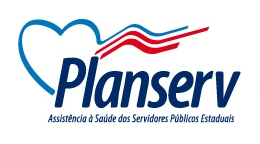 Planserv
Assistência à Saúde dos Servidores Públicos Estaduais